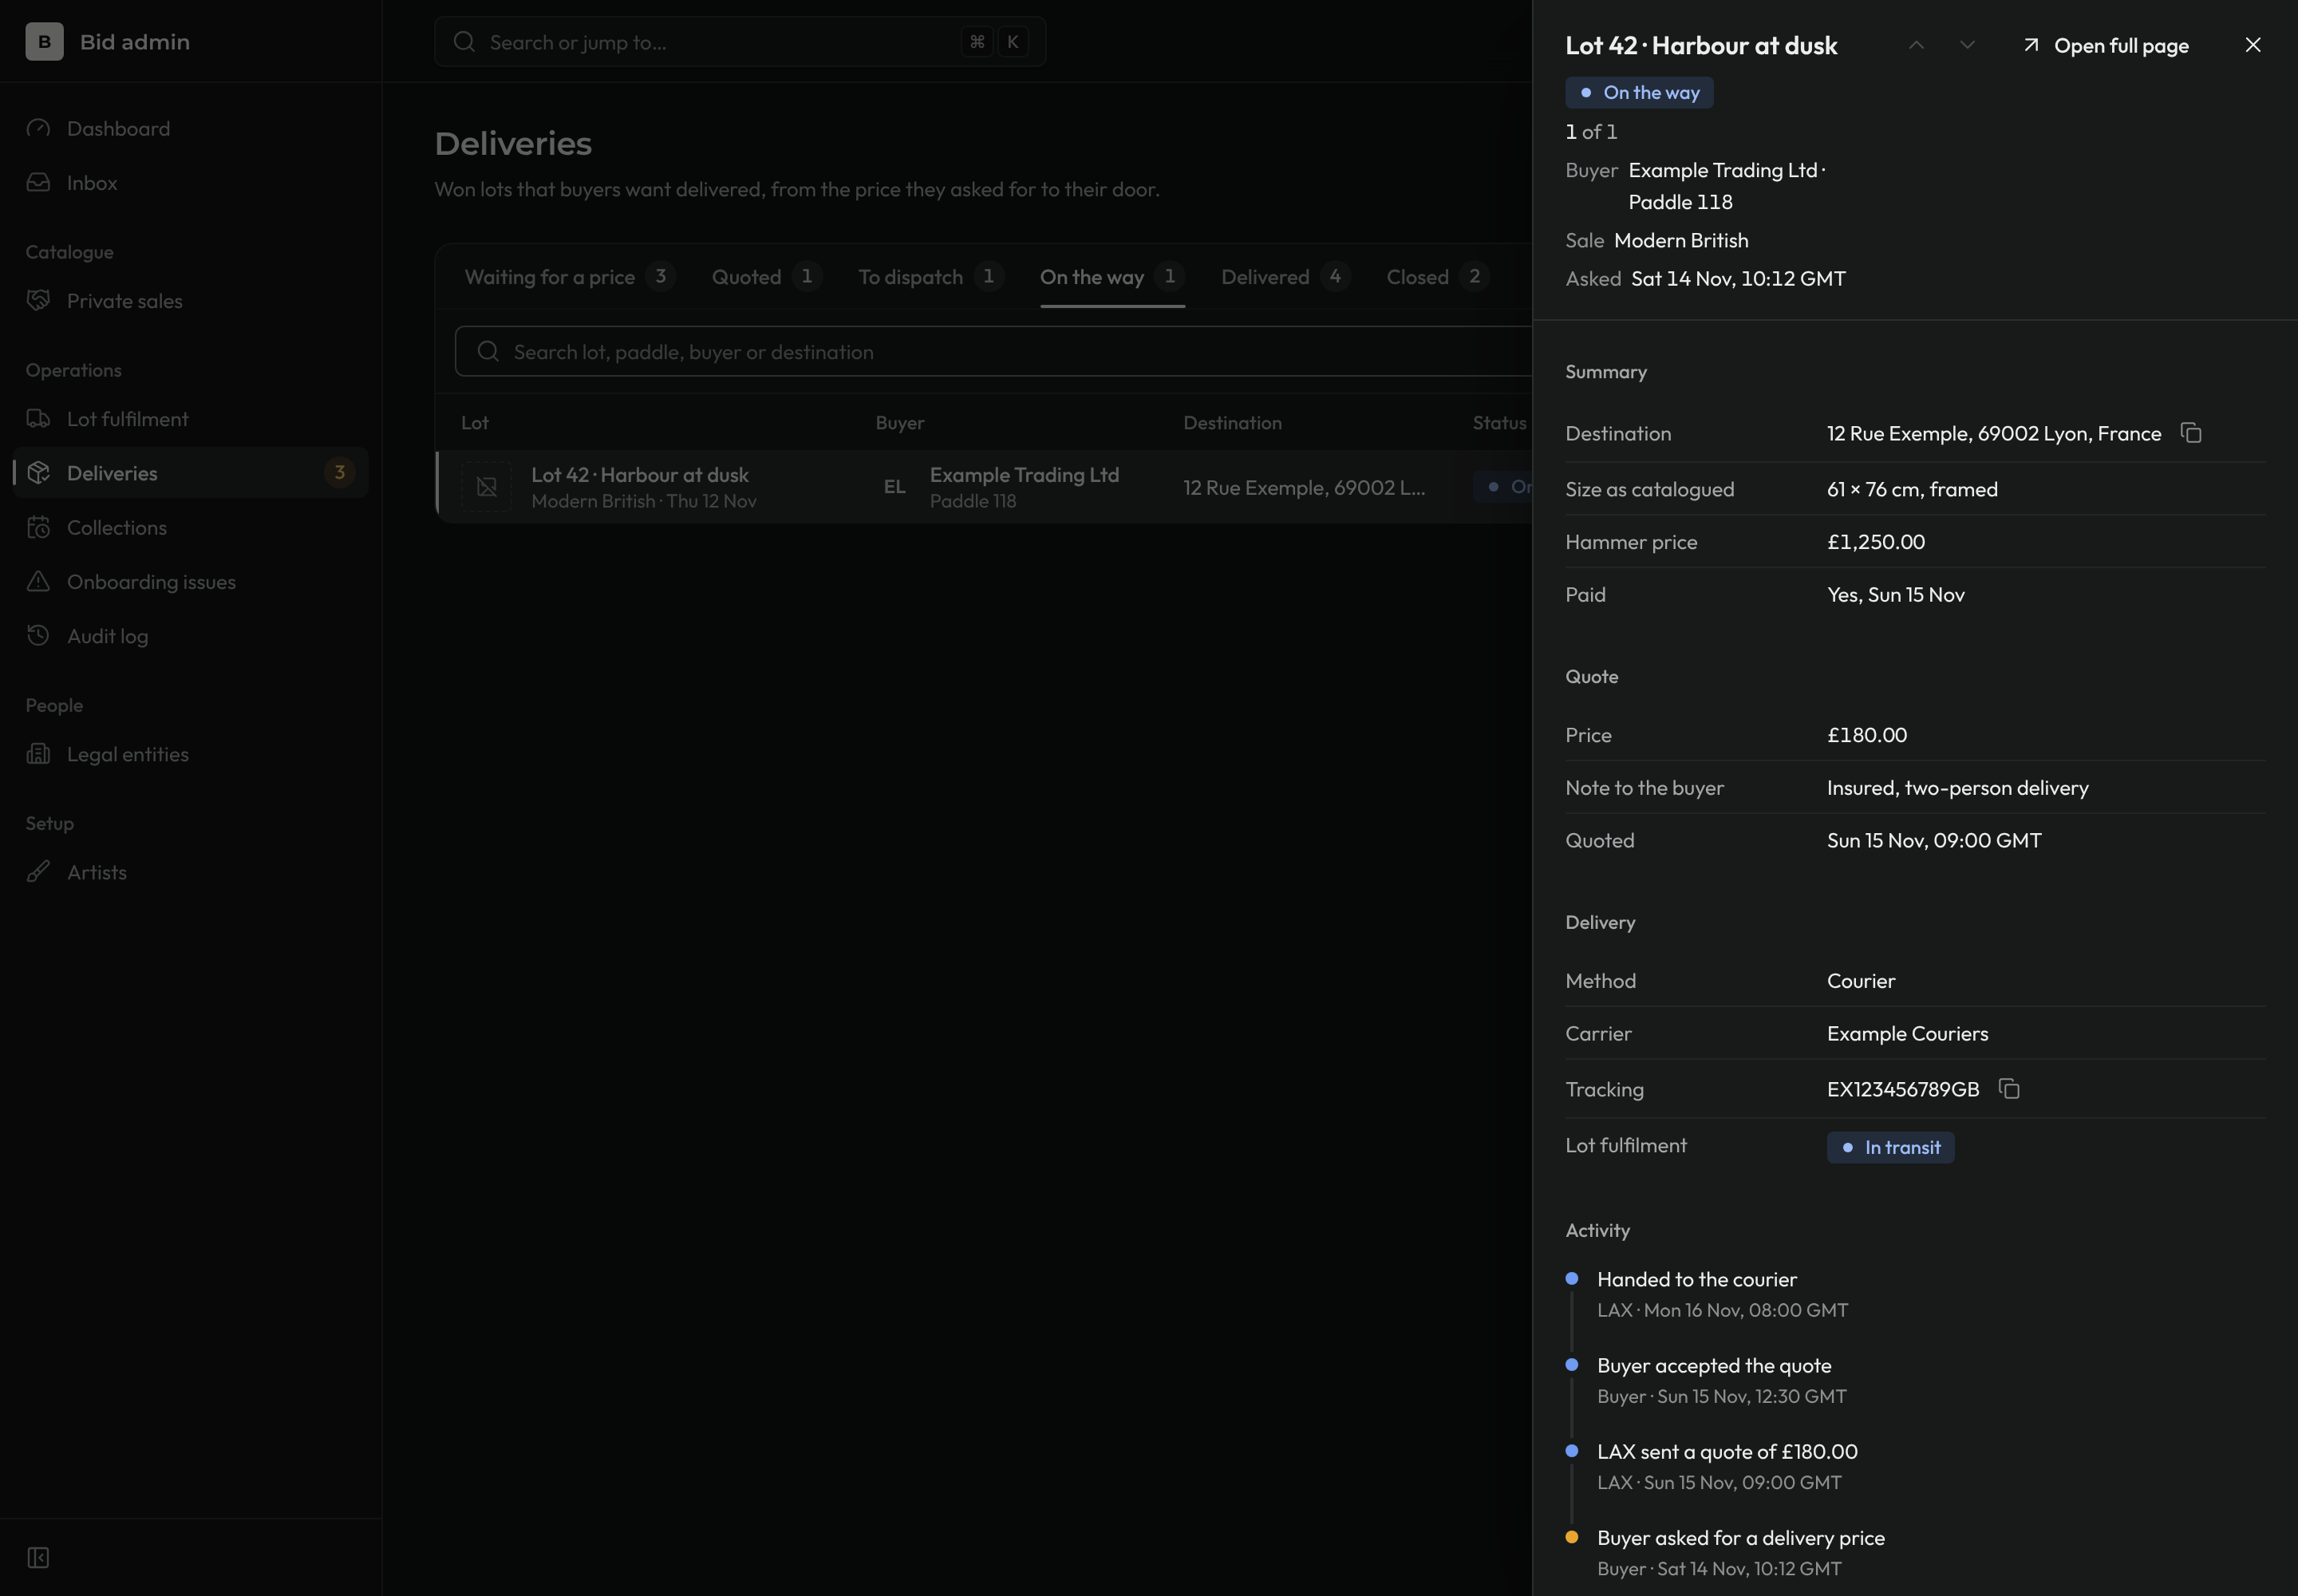 B Bid admin
Search or jump to...
⌘ K
Dashboard
Inbox
Catalogue
Private sales
Operations
Lot fulfilment
Deliveries 3
Collections
Onboarding issues
Audit log
People
Legal entities
Setup
Artists
Deliveries
Won lots that buyers want delivered, from the price they asked for to their door.
Waiting for a price 3 Quoted 1 To dispatch 1 On the way 1 Delivered 4 Closed 2
Search lot, paddle, buyer or destination
Lot Buyer Destination Status
Lot 42 · Harbour at dusk
Modern British · Thu 12 Nov
EL
Example Trading Ltd
Paddle 118
12 Rue Exemple, 69002 L...
Lot 42 · Harbour at dusk
Open full page
On the way
1 of 1
Buyer Example Trading Ltd ·
Paddle 118
Sale Modern British
Asked Sat 14 Nov, 10:12 GMT
Summary
Destination 12 Rue Exemple, 69002 Lyon, France
Size as catalogued 61 × 76 cm, framed
Hammer price £1,250.00
Paid Yes, Sun 15 Nov
Quote
Price £180.00
Note to the buyer Insured, two-person delivery
Quoted Sun 15 Nov, 09:00 GMT
Delivery
Method Courier
Carrier Example Couriers
Tracking EX123456789GB
Lot fulfilment In transit
Activity
Handed to the courier
LAX · Mon 16 Nov, 08:00 GMT
Buyer accepted the quote
Buyer · Sun 15 Nov, 12:30 GMT
LAX sent a quote of £180.00
LAX · Sun 15 Nov, 09:00 GMT
Buyer asked for a delivery price
Buyer · Sat 14 Nov, 10:12 GMT